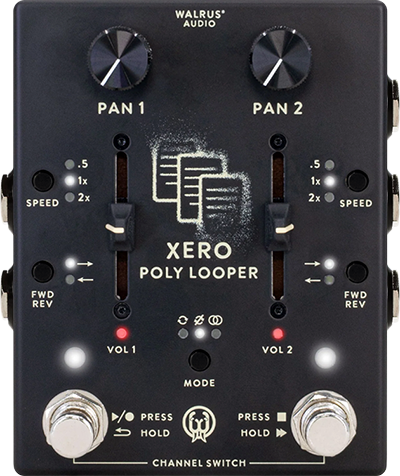 WALRUS®
AUDIO
PAN 1
PAN 2
.5
1x
2x
SPEED
.5
1x
2x
SPEED
XERO
POLY LOOPER
FWD
REV
FWD
REV
VOL 1
VOL 2
MODE
PRESS
HOLD
PRESS
HOLD
CHANNEL SWITCH